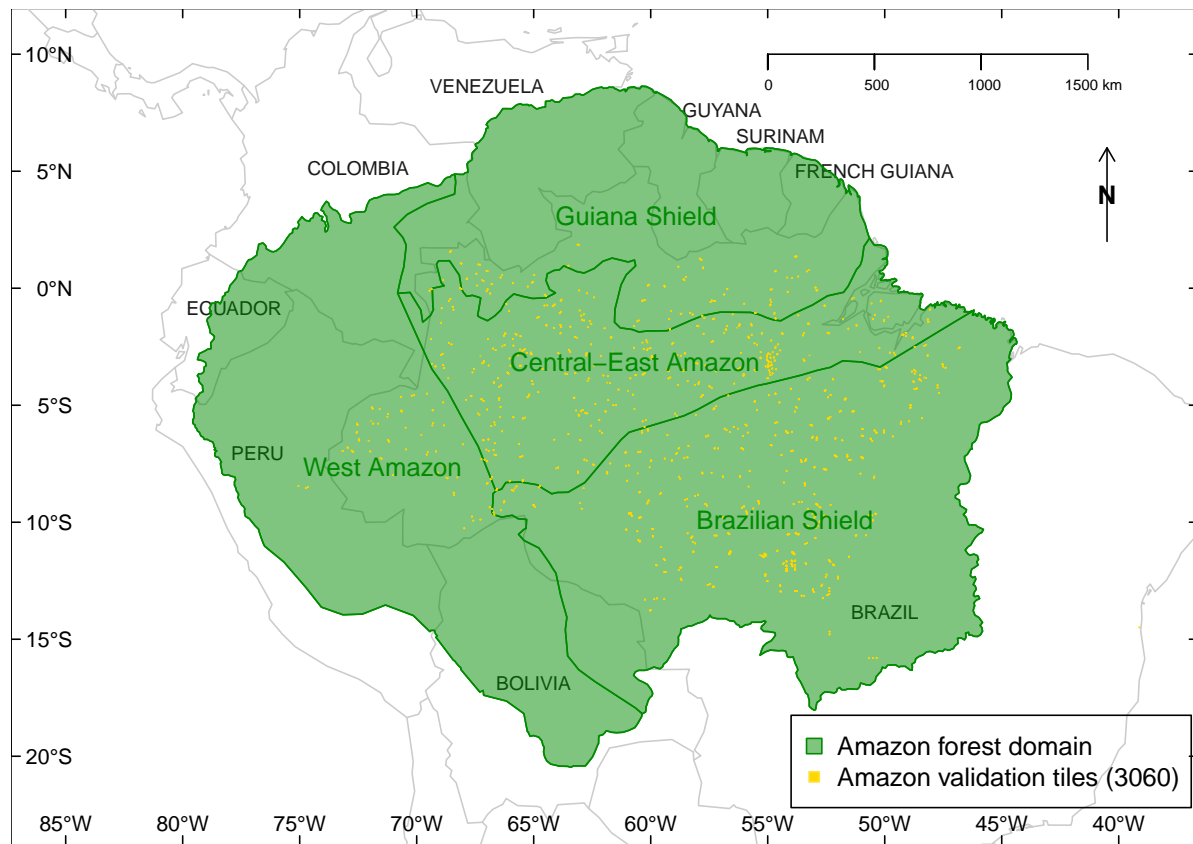 10°N
5°N
0°N
5°S
10°S
15°S
20°S
85°W
80°W
75°W
70°W
65°W
60°W
55°W
50°W
45°W
40°W
0
500
1000
1500 km
N
VENEZUELA
GUYANA
SURINAM
FRENCH GUIANA
COLOMBIA
Guiana Shield
ECUADOR
Central−East Amazon
PERU
West Amazon
Brazilian Shield
BRAZIL
BOLIVIA
Amazon forest domain
Amazon validation tiles (3060)